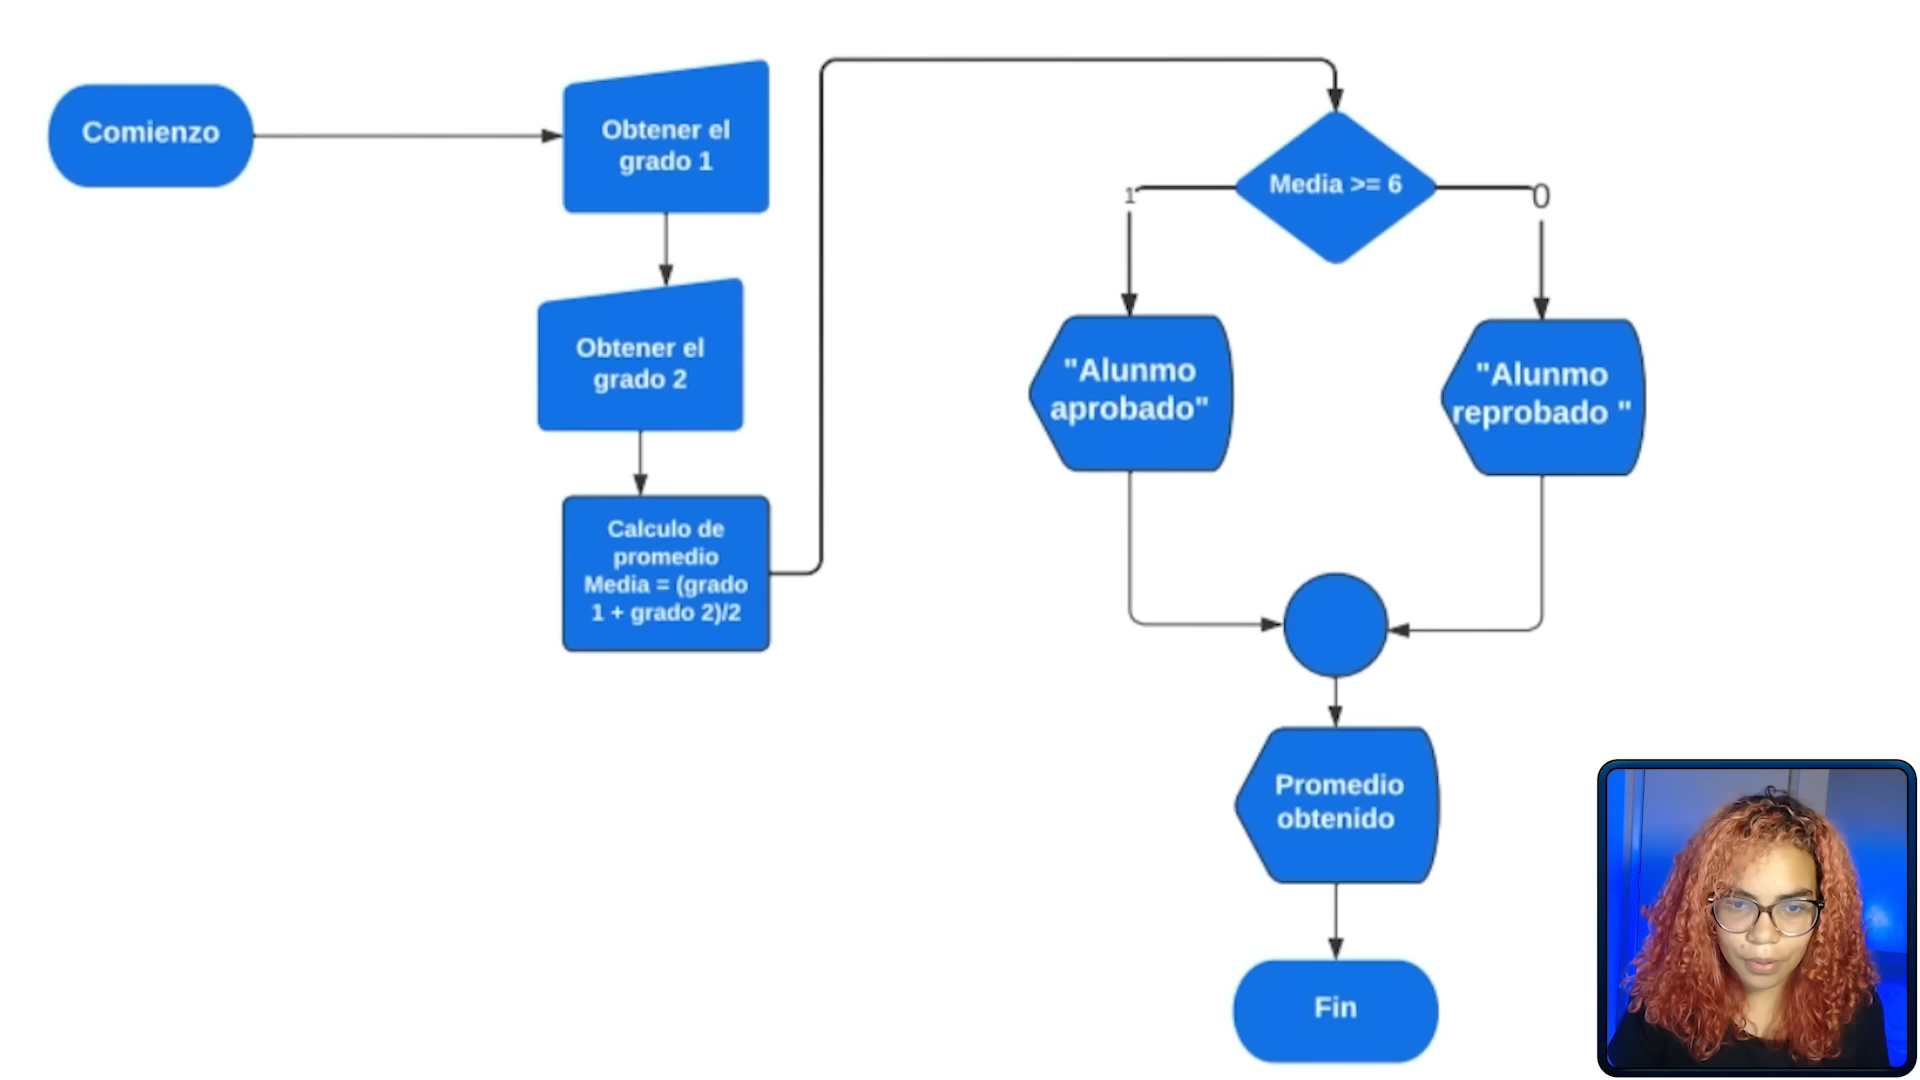 Comienzo
Obtener el
grado 1
Obtener el
grado 2
Calculo de
promedio
Media = (grado
1 + grado 2)/2
Media >= 6
1
0
"Alunmo
aprobado"
"Alunmo
reprobado "
Promedio
obtenido
Fin